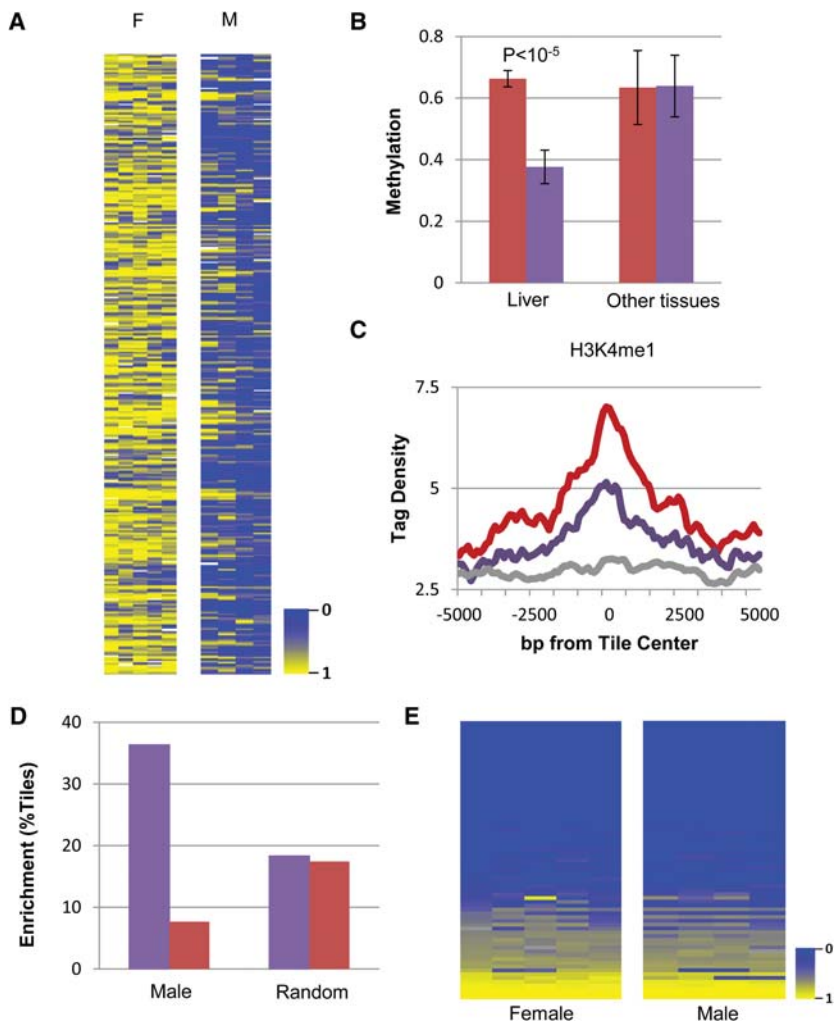 A
F M
0
1
B
P<10-5
0.8
0.6
0.4
0.2
0
Methylation
Liver Other tissues
C
H3K4me1
7.5
5
2.5
Tag Density
-5000 -2500 0 2500 5000
bp from Tile Center
D
40
30
20
10
0
Enrichment (%Tiles)
Male Random
E
0
1
Female Male